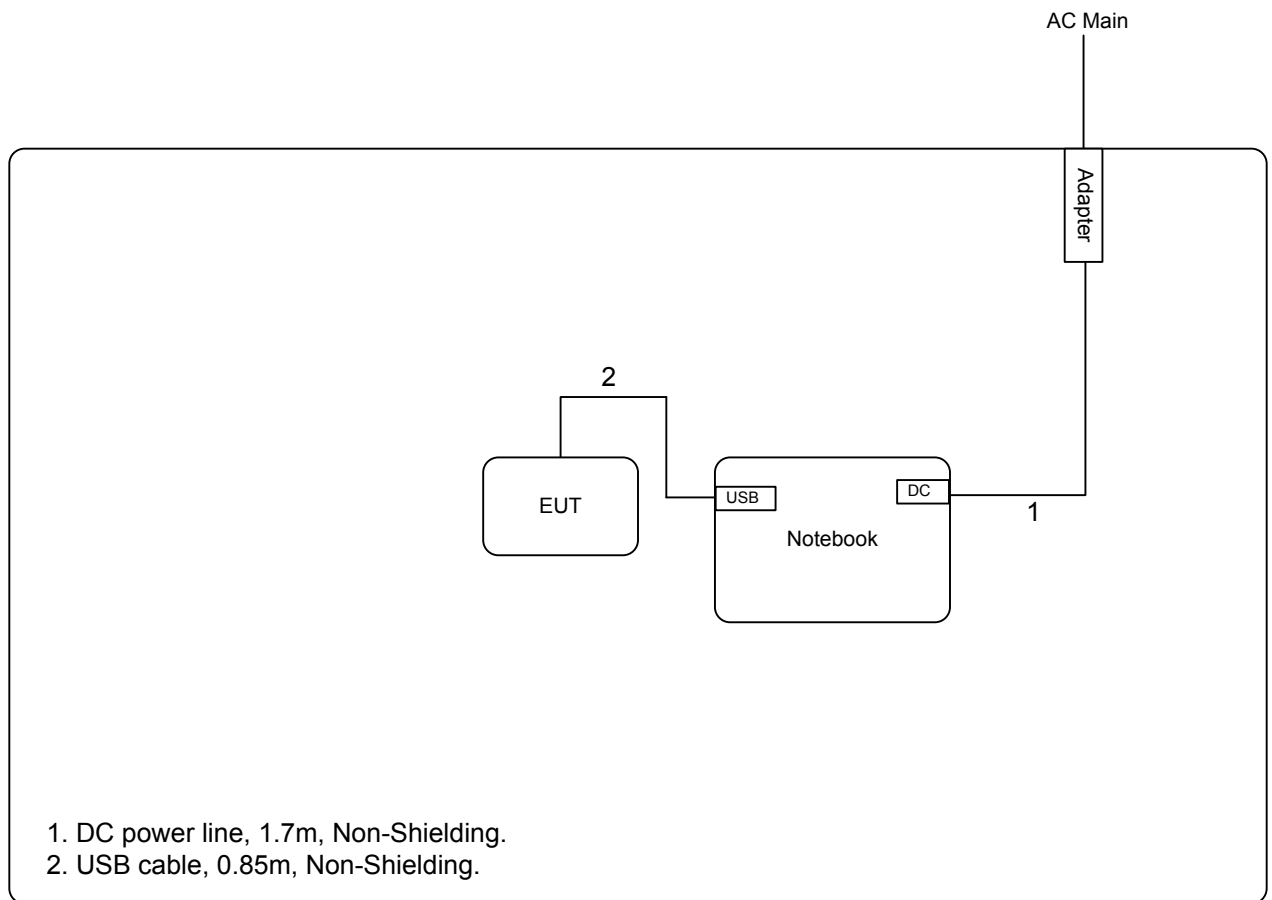 AC Main
Adapter
2
EUT
USB
DC
1
Notebook
1. DC power line, 1.7m, Non-Shielding.
2. USB cable, 0.85m, Non-Shielding.